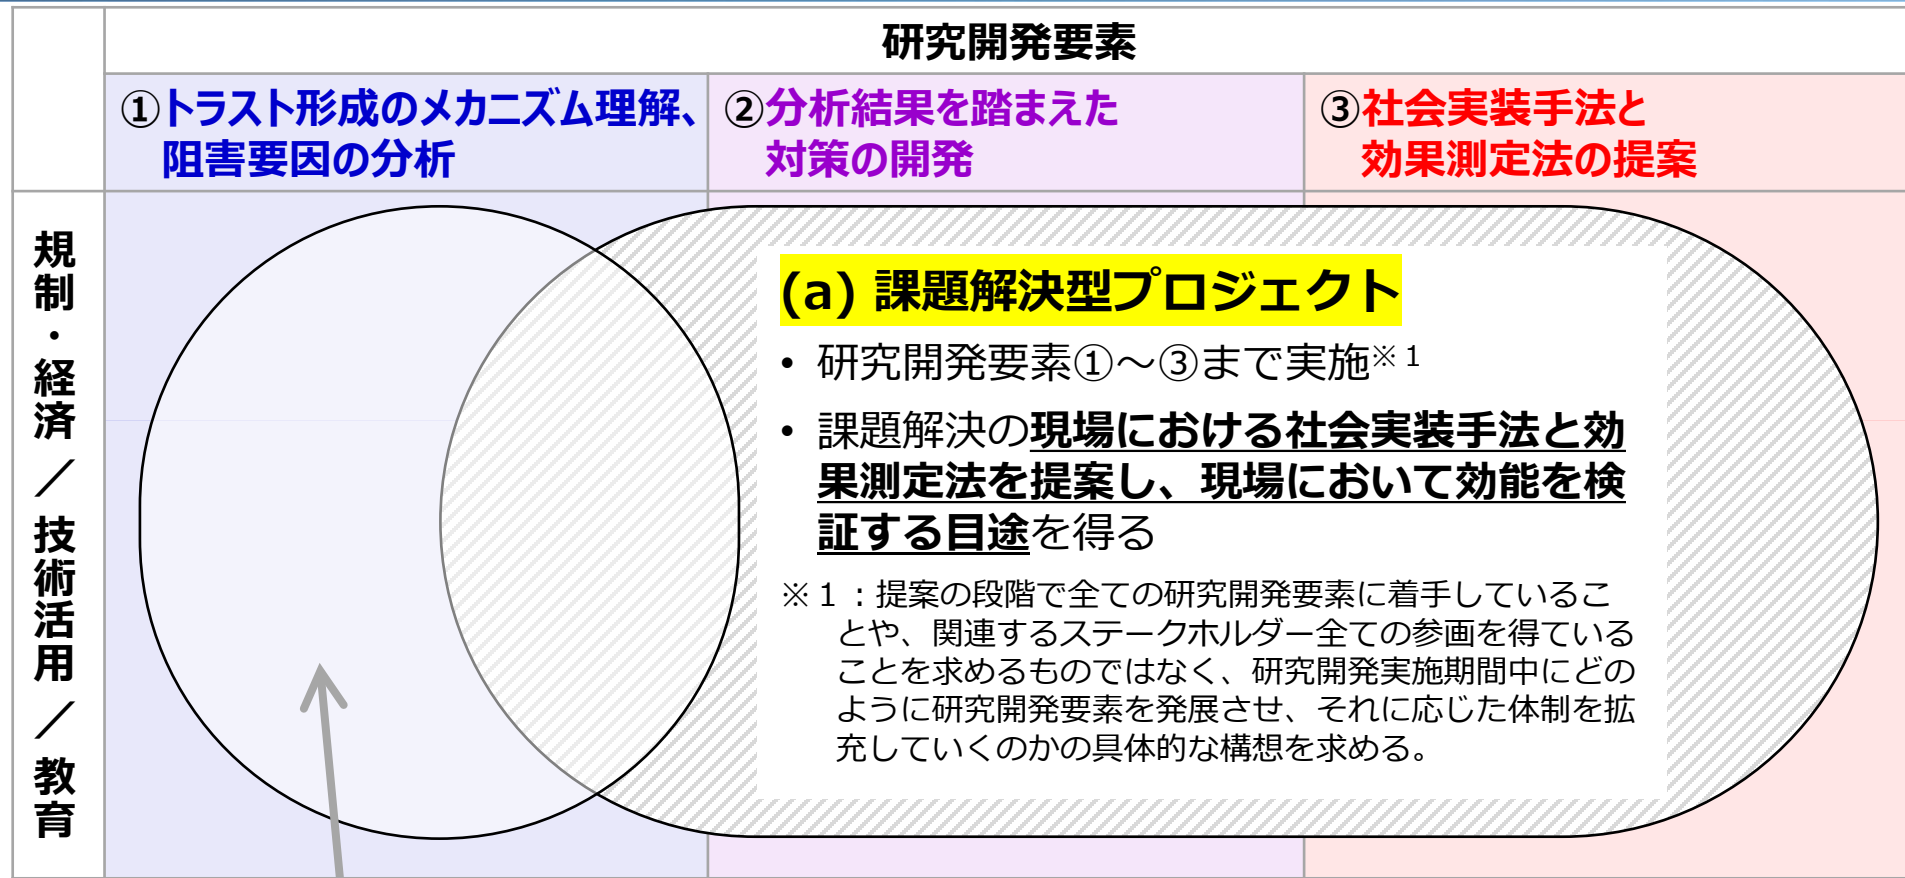 研究開発要素
①トラスト形成のメカニズム理解、
阻害要因の分析
②分析結果を踏まえた
対策の開発
③社会実装手法と
効果測定法の提案
規制・経済／技術活用／教育
(a) 課題解決型プロジェクト
• 研究開発要素①～③まで実施※１
• 課題解決の現場における社会実装手法と効
果測定法を提案し、現場において効能を検
証する目途を得る
※１：提案の段階で全ての研究開発要素に着手しているこ
とや、関連するステークホルダー全ての参画を得ている
ことを求めるものではなく、研究開発実施期間中にどの
ように研究開発要素を発展させ、それに応じた体制を拡
充していくのかの具体的な構想を求める。